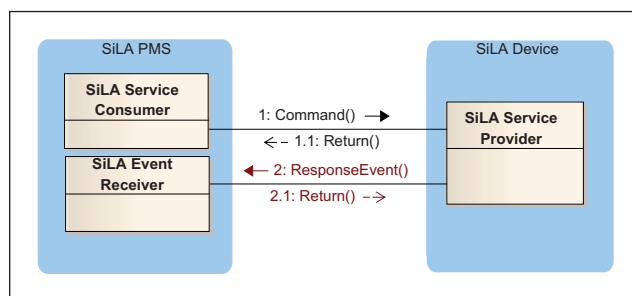 SiLA PMS
SiLA Device
SiLA Service
Consumer
1: Command()
SiLA Service
Provider
1.1: Return()
SiLA Event
Receiver
2: ResponseEvent()
2.1: Return()